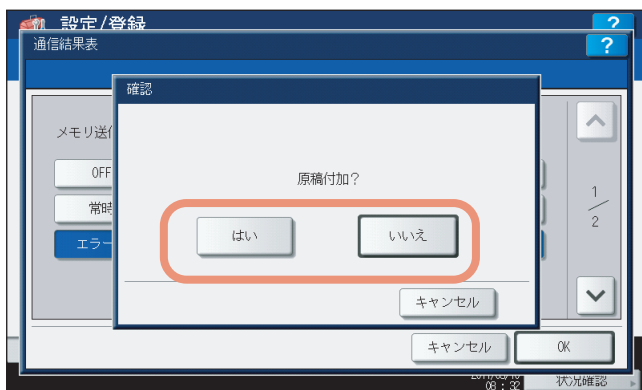 設定/登録
?
通信結果表
?
確認
メモリ送
OFF
常時
エラー
原稿付加?
はい
いいえ
キャンセル
1/2
キャンセル
OK
08:32
状況確認